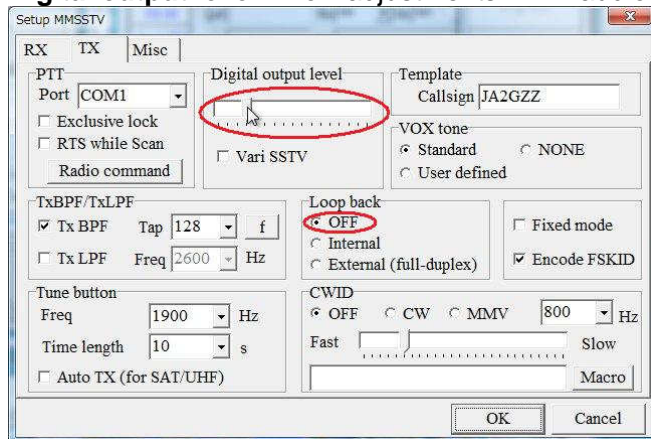 Setup MMSSTV
RX TX Misc
PTT
Port COM1
Exclusive lock
RTS while Scan
Radio command
Digital output level
Vari SSTV
Template
Callsign JA2GZZ
VOX tone
Standard NONE
User defined
TxBPF/TxLPF
Tx BPF Tap 128 f
Tx LPF Freq 2600 Hz
Loop back
OFF
Internal
External (full-duplex)
Fixed mode
Encode FSKID
Tune button
Freq 1900 Hz
Time length 10 s
Auto TX (for SAT/UHF)
CWID
OFF CW MMV 800 Hz
Fast Slow
Macro
OK Cancel